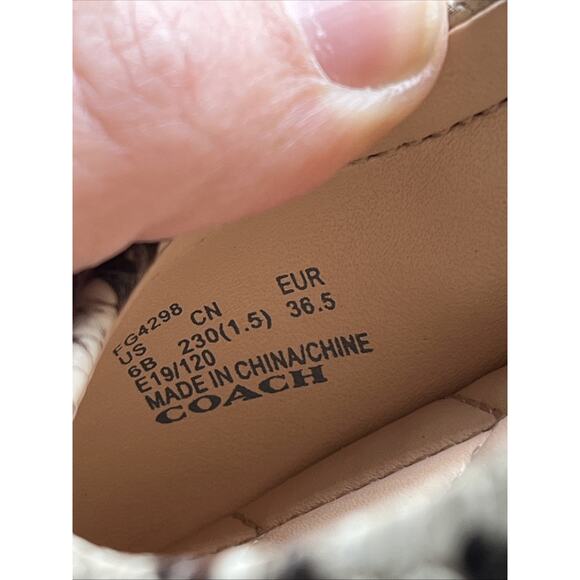 FG4298
US CN EUR
6B 230(1.5) 36.5
E19/120
MADE IN CHINA/CHINE
COACH